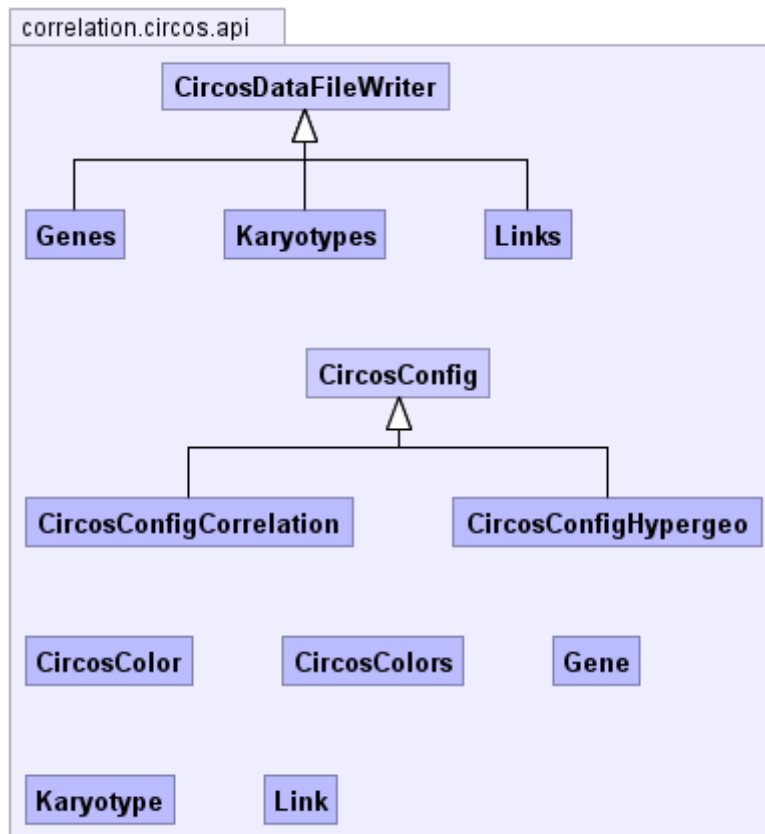 correlation.circos.api
CircosDataFileWriter
Genes Karyotypes Links
CircosConfig
CircosConfigCorrelation CircosConfigHypergeo
CircosColor CircosColors Gene
Karyotype Link